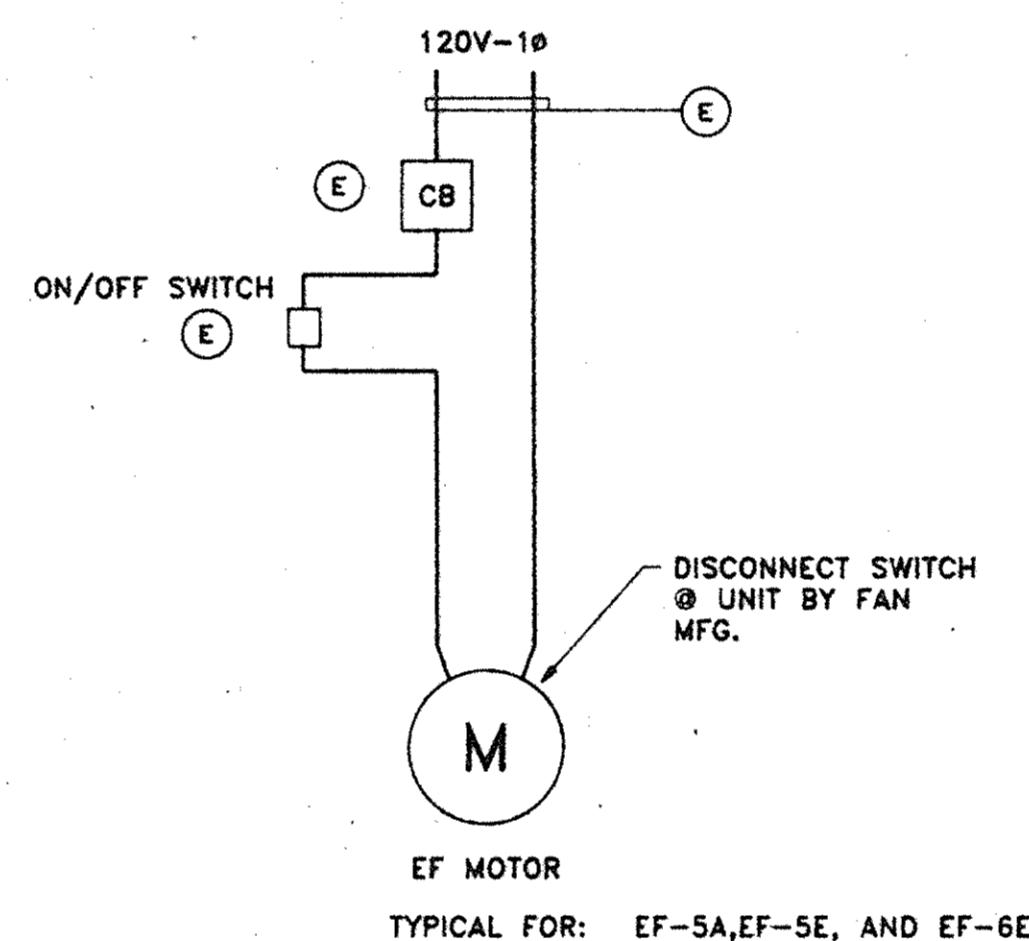 120V-1ø
E
E
CB
ON/OFF SWITCH
E
DISCONNECT SWITCH
@ UNIT BY FAN
MFG.
M
EF MOTOR
TYPICAL FOR: EF-5A,EF-5E, AND EF-6E